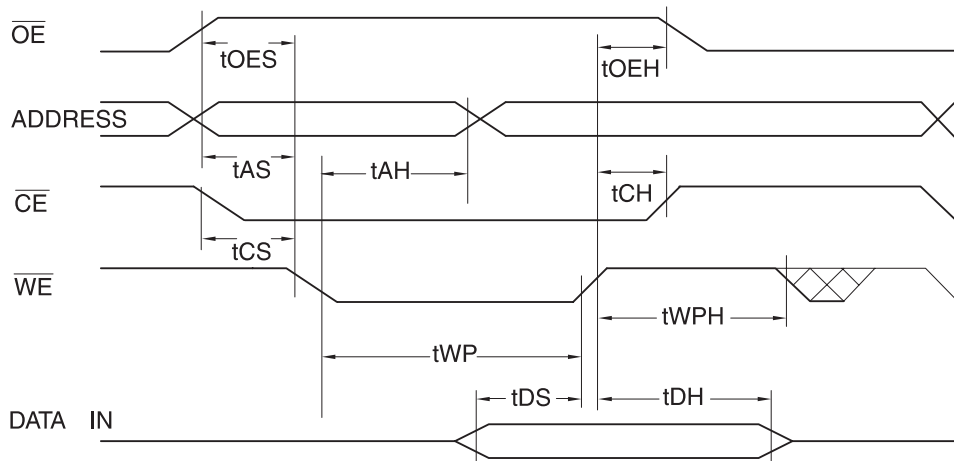 OE
tOES
tOEH
ADDRESS
tAS
tAH
tCH
CE
tCS
WE
tWPH
tWP
tDS
tDH
DATA IN